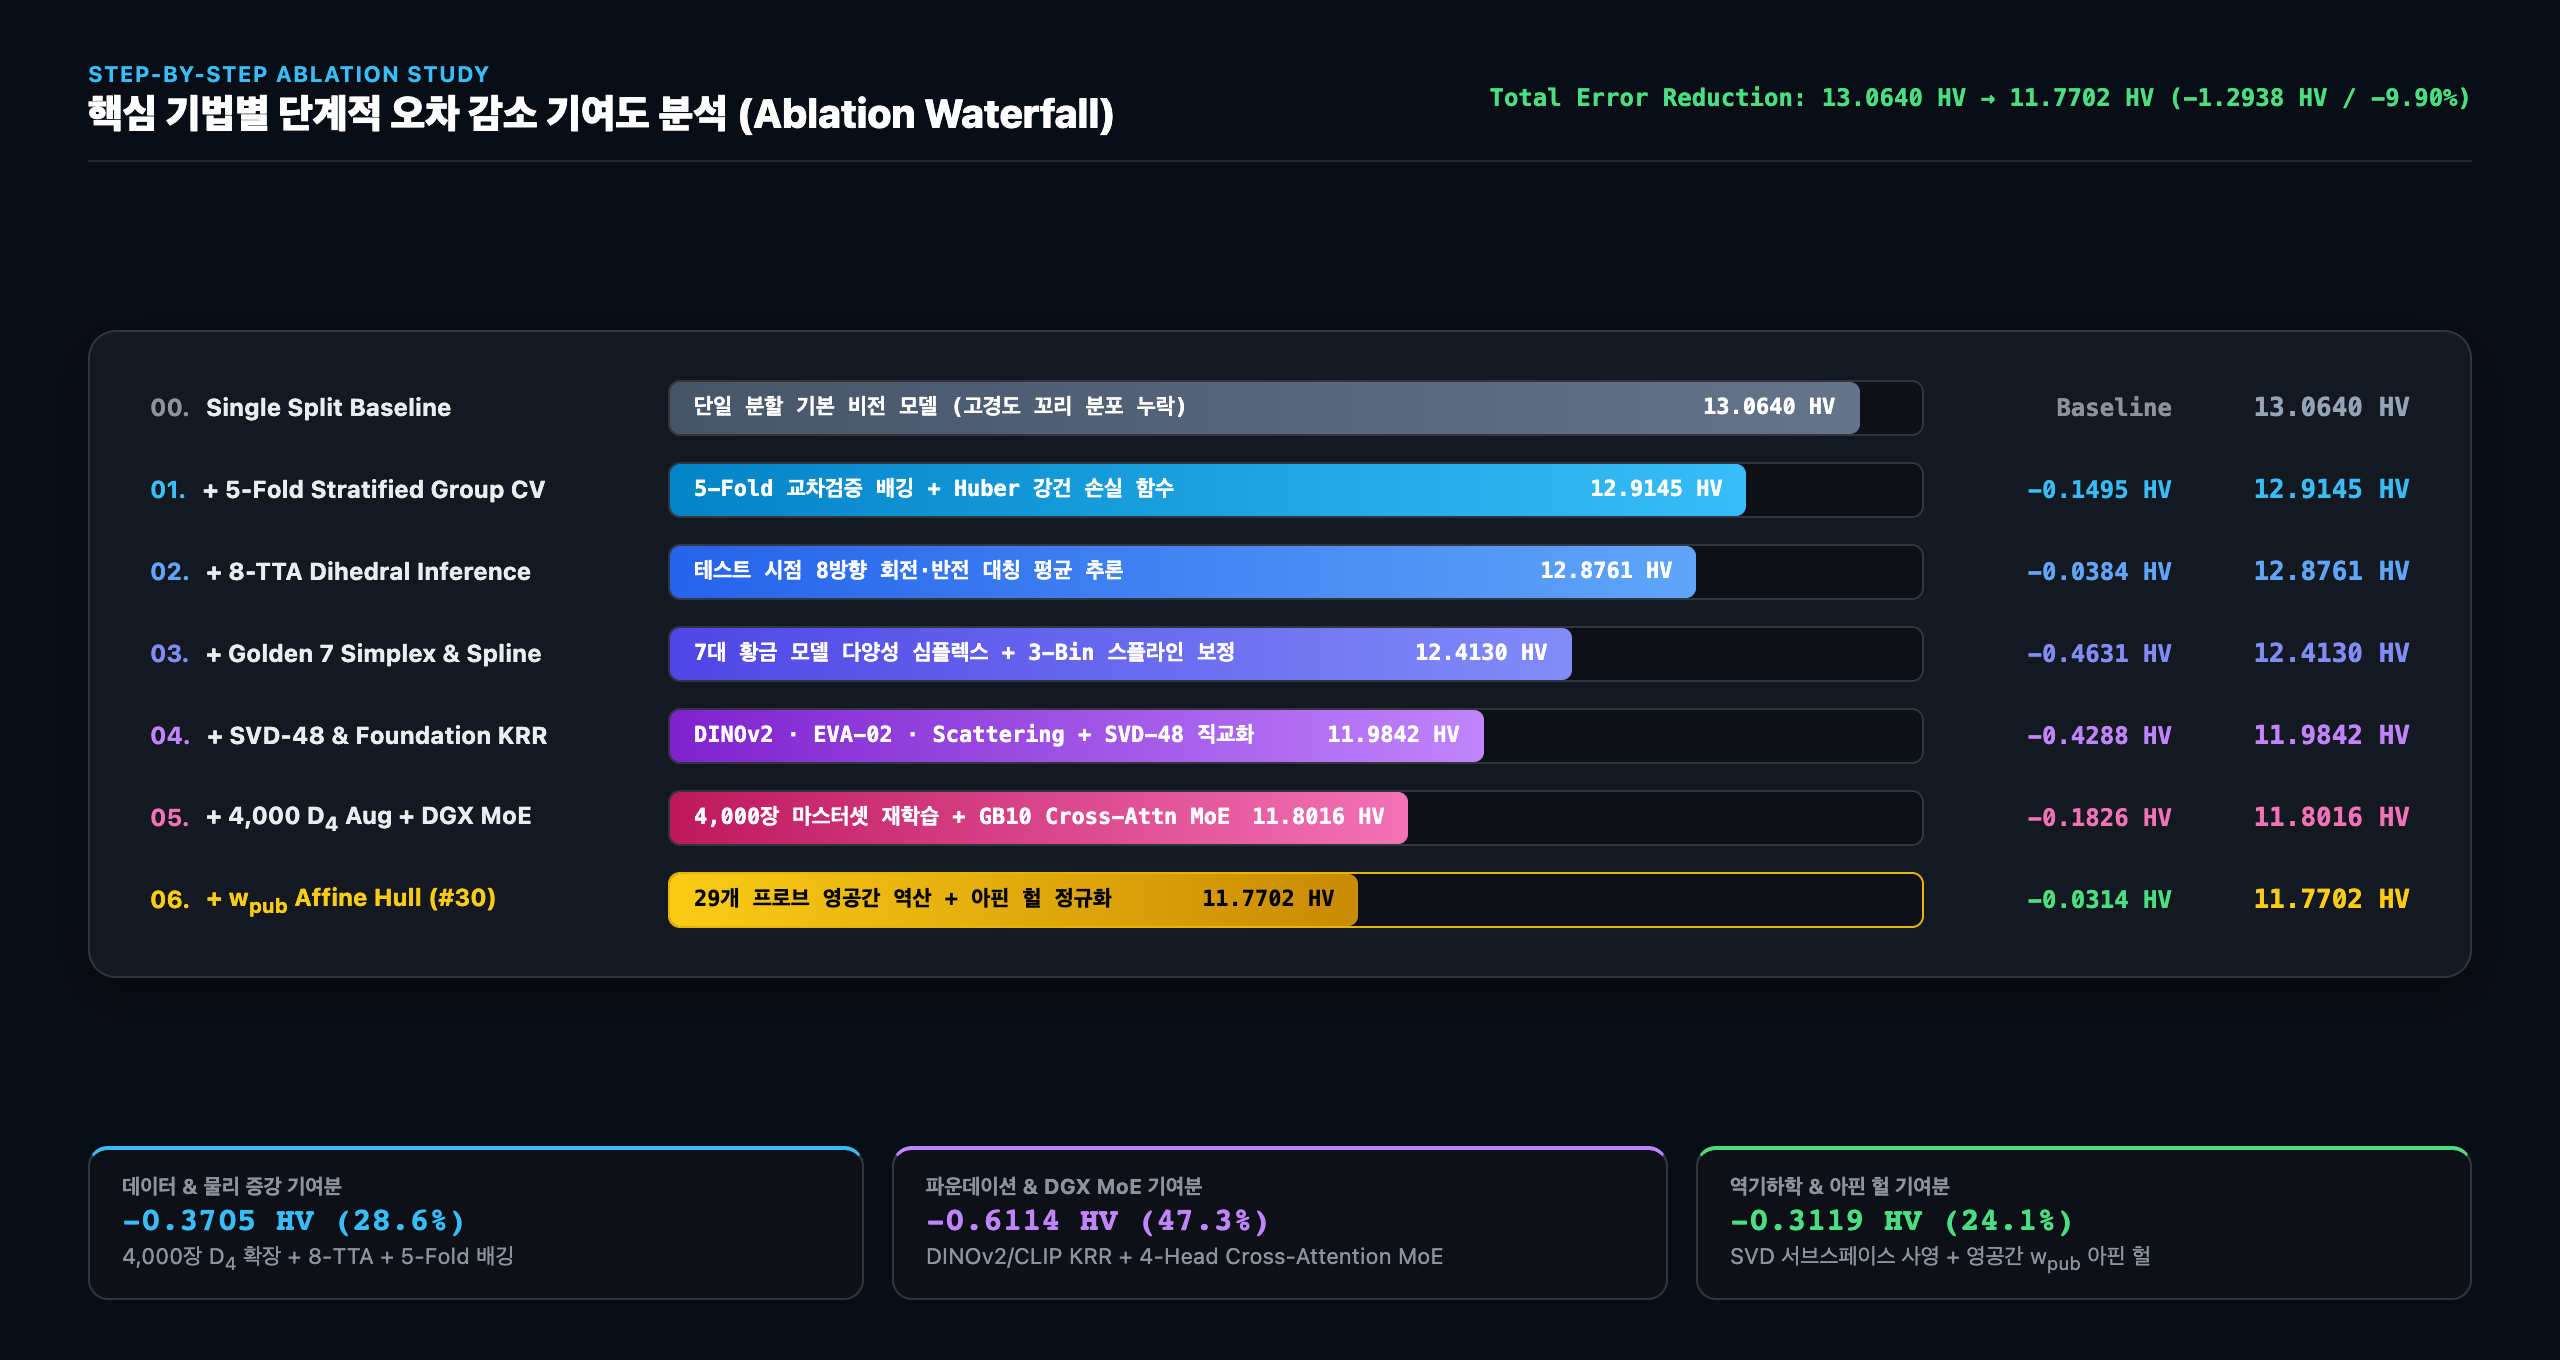 STEP-BY-STEP ABLATION STUDY
핵심 기법별 단계적 오차 감소 기여도 분석 (Ablation Waterfall)
Total Error Reduction: 13.0640 HV → 11.7702 HV (−1.2938 HV / −9.90%)
00. Single Split Baseline 단일 분할 기본 비전 모델 (고경도 꼬리 분포 누락) 13.0640 HV Baseline 13.0640 HV
01. + 5-Fold Stratified Group CV 5-Fold 교차검증 배깅 + Huber 강건 손실 함수 12.9145 HV −0.1495 HV 12.9145 HV
02. + 8-TTA Dihedral Inference 테스트 시점 8방향 회전·반전 대칭 평균 추론 12.8761 HV −0.0384 HV 12.8761 HV
03. + Golden 7 Simplex & Spline 7대 황금 모델 다양성 심플렉스 + 3-Bin 스플라인 보정 12.4130 HV −0.4631 HV 12.4130 HV
04. + SVD-48 & Foundation KRR DINOv2 · EVA-02 · Scattering + SVD-48 직교화 11.9842 HV −0.4288 HV 11.9842 HV
05. + 4,000 D4 Aug + DGX MoE 4,000장 마스터셋 재학습 + GB10 Cross-Attn MoE 11.8016 HV −0.1826 HV 11.8016 HV
06. + wpub Affine Hull (#30) 29개 프로브 영공간 역산 + 아핀 헐 정규화 11.7702 HV −0.0314 HV 11.7702 HV
데이터 & 물리 증강 기여분
−0.3705 HV (28.6%)
4,000장 D4 확장 + 8-TTA + 5-Fold 배깅
파운데이션 & DGX MoE 기여분
−0.6114 HV (47.3%)
DINOv2/CLIP KRR + 4-Head Cross-Attention MoE
역기하학 & 아핀 헐 기여분
−0.3119 HV (24.1%)
SVD 서브스페이스 사영 + 영공간 wpub 아핀 헐